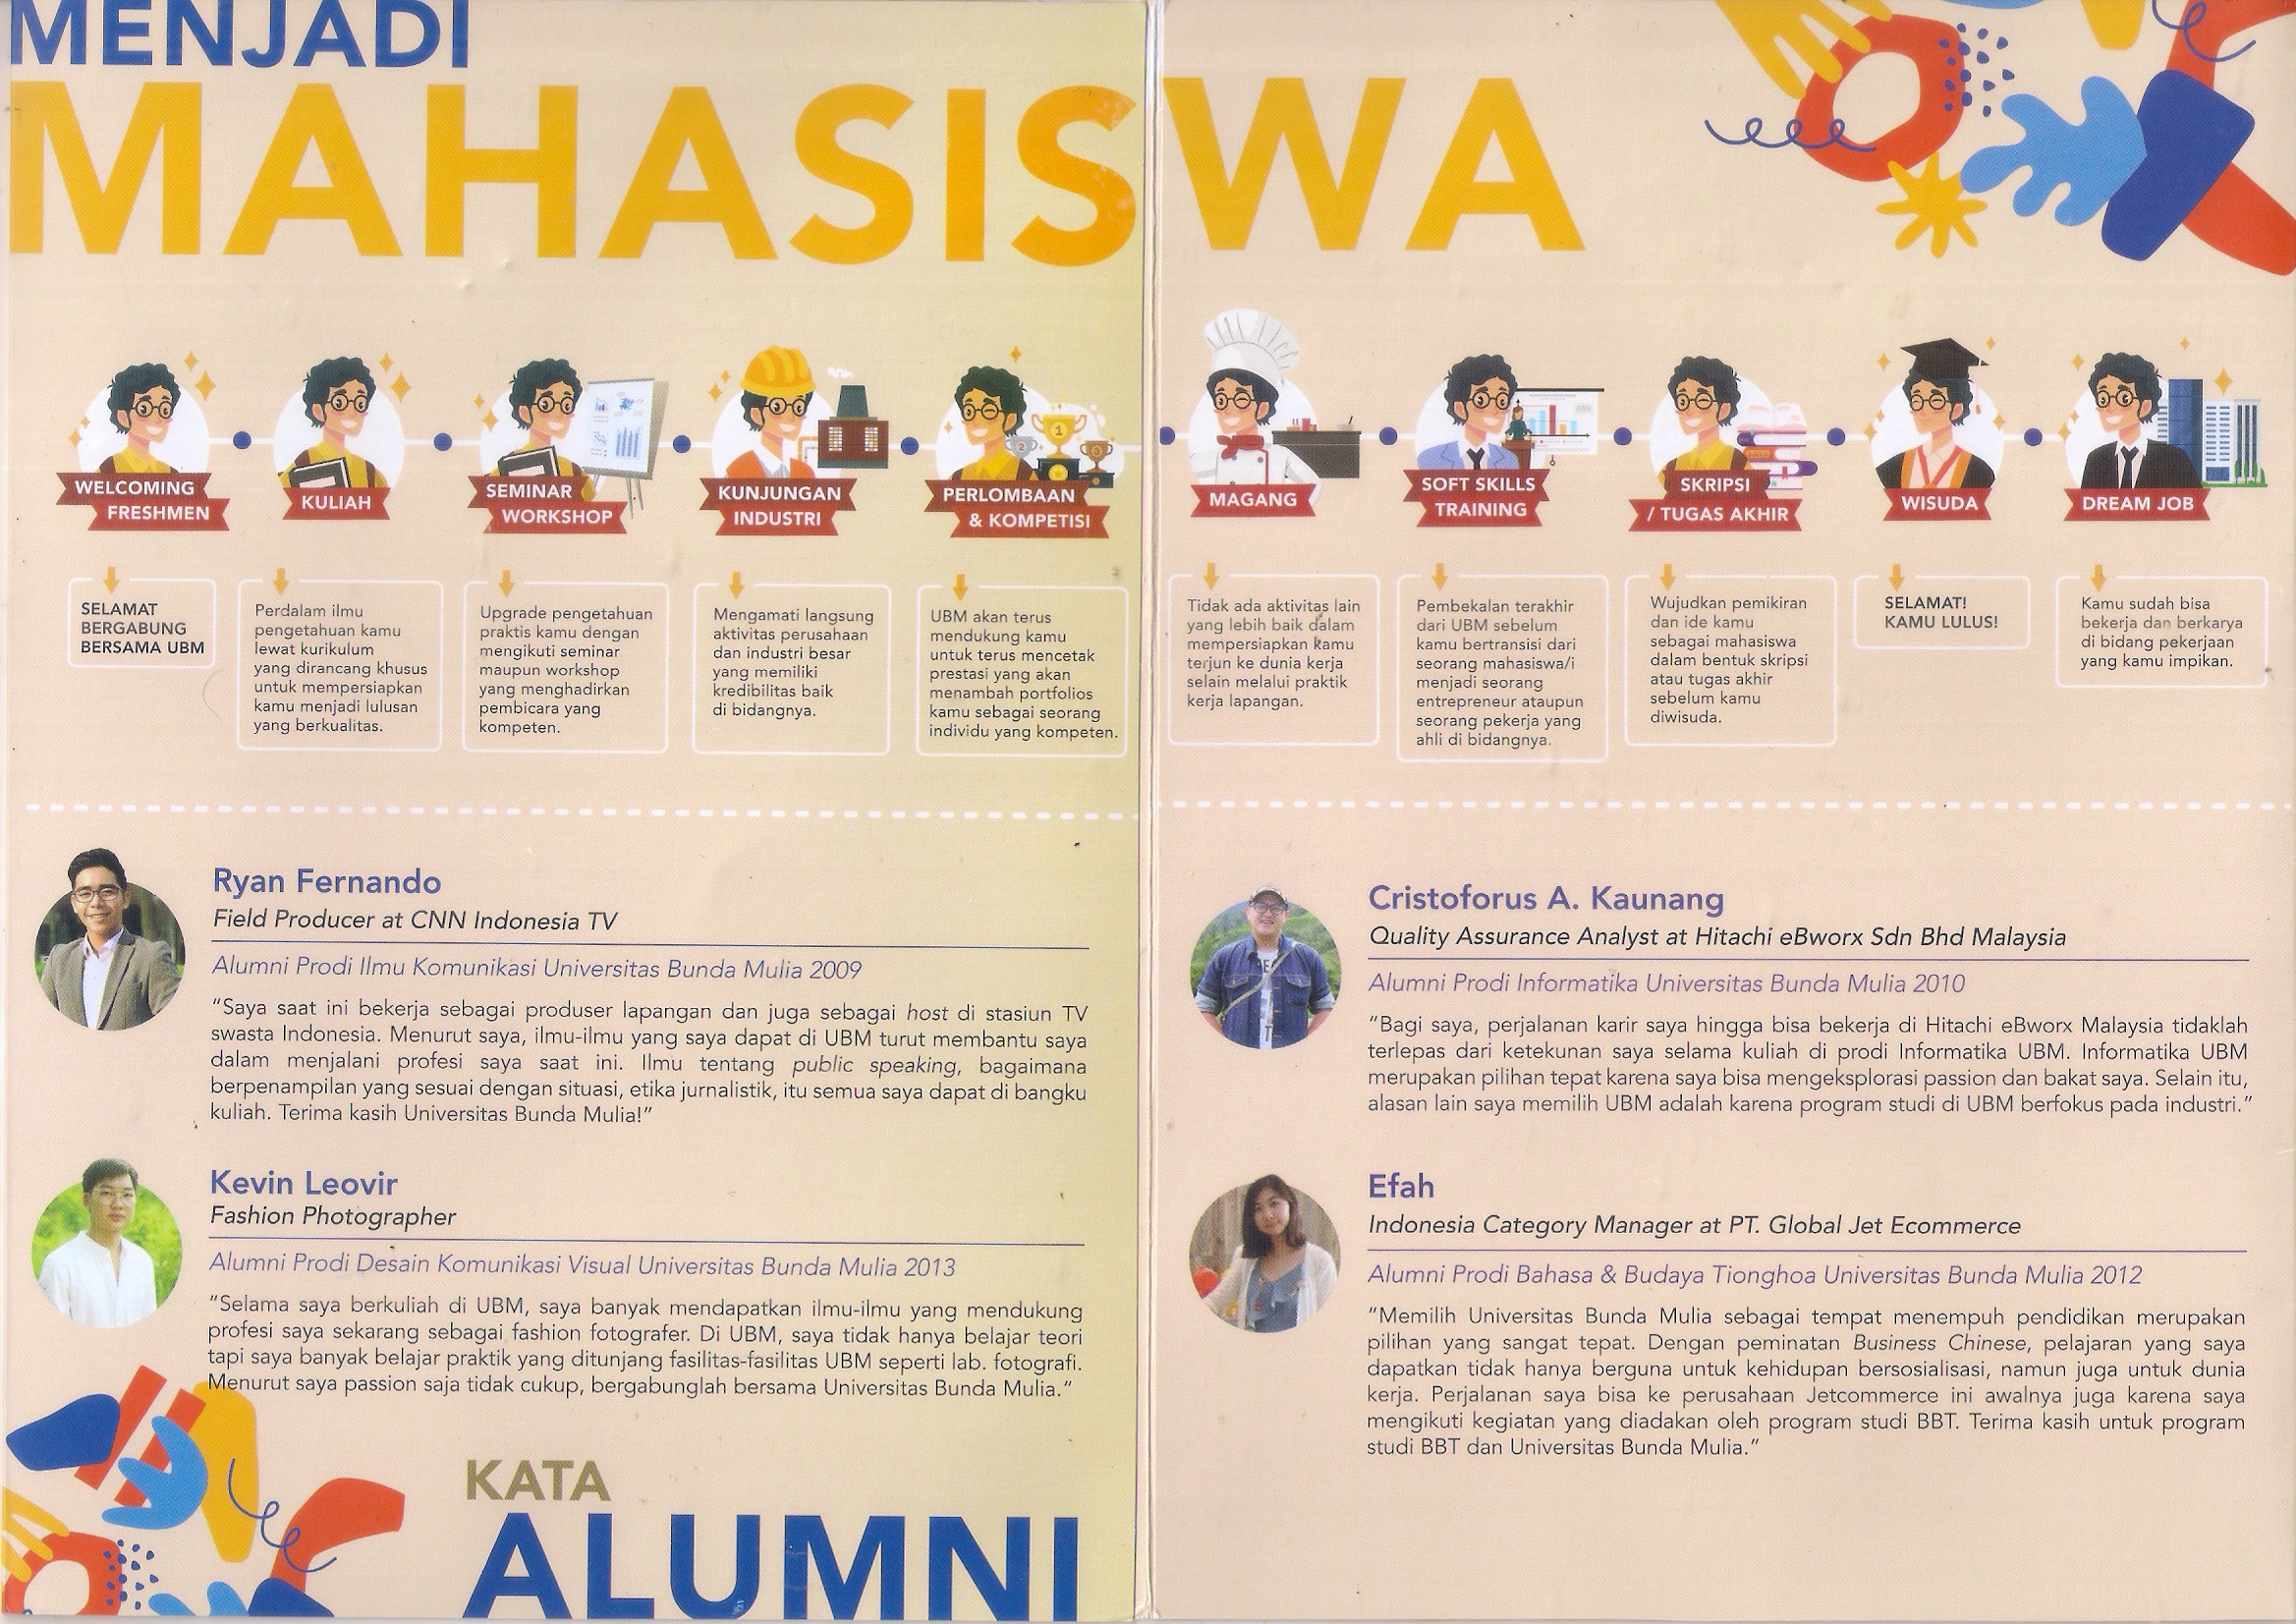 MENJADI
MAHASISWA
WELCOMING
FRESHMEN
SELAMAT
BERGABUNG
BERSAMA UBM
KULIAH
Perdalam ilmu
pengetahuan kamu
lewat kurikulum
yang dirancang khusus
untuk mempersiapkan
kamu menjadi lulusan
yang berkualitas.
SEMINAR
WORKSHOP
Upgrade pengetahuan
praktis kamu dengan
mengikuti seminar
maupun workshop
yang menghadirkan
pembicara yang
kompeten.
KUNJUNGAN
INDUSTRI
Mengamati langsung
aktivitas perusahaan
dan industri besar
yang memiliki
kredibilitas baik
di bidangnya.
2
1
3
PERLOMBAAN
& KOMPETISI
UBM akan terus
mendukung kamu
untuk terus mencetak
prestasi yang akan
menambah portfolios
kamu sebagai seorang
individu yang kompeten.
MAGANG
Tidak ada aktivitas lain
yang lebih baik dalam
mempersiapkan kamu
terjun ke dunia kerja
selain melalui praktik
kerja lapangan.
SOFT SKILLS
TRAINING
Pembekalan terakhir
dari UBM sebelum
kamu bertransisi dari
seorang mahasiswa/i
menjadi seorang
entrepreneur ataupun
seorang pekerja yang
ahli di bidangnya.
SKRIPSI
/ TUGAS AKHIR
Wujudkan pemikiran
dan ide kamu
sebagai mahasiswa
dalam bentuk skripsi
atau tugas akhir
sebelum kamu
diwisuda.
WISUDA
SELAMAT!
KAMU LULUS!
DREAM JOB
Kamu sudah bisa
bekerja dan berkarya
di bidang pekerjaan
yang kamu impikan.
Ryan Fernando
Field Producer at CNN Indonesia TV
Alumni Prodi Ilmu Komunikasi Universitas Bunda Mulia 2009
“Saya saat ini bekerja sebagai produser lapangan dan juga sebagai host di stasiun TV
swasta Indonesia. Menurut saya, ilmu-ilmu yang saya dapat di UBM turut membantu saya
dalam menjalani profesi saya saat ini. Ilmu tentang public speaking, bagaimana
berpenampilan yang sesuai dengan situasi, etika jurnalistik, itu semua saya dapat di bangku
kuliah. Terima kasih Universitas Bunda Mulia!”
Kevin Leovir
Fashion Photographer
Alumni Prodi Desain Komunikasi Visual Universitas Bunda Mulia 2013
“Selama saya berkuliah di UBM, saya banyak mendapatkan ilmu-ilmu yang mendukung
profesi saya sekarang sebagai fashion fotografer. Di UBM, saya tidak hanya belajar teori
tapi saya banyak belajar praktik yang ditunjang fasilitas-fasilitas UBM seperti lab. fotografi.
Menurut saya passion saja tidak cukup, bergabunglah bersama Universitas Bunda Mulia.”
KATA
ALUMNI
Cristoforus A. Kaunang
Quality Assurance Analyst at Hitachi eBworx Sdn Bhd Malaysia
Alumni Prodi Informatika Universitas Bunda Mulia 2010
“Bagi saya, perjalanan karir saya hingga bisa bekerja di Hitachi eBworx Malaysia tidaklah
terlepas dari ketekunan saya selama kuliah di prodi Informatika UBM. Informatika UBM
merupakan pilihan tepat karena saya bisa mengeksplorasi passion dan bakat saya. Selain itu,
alasan lain saya memilih UBM adalah karena program studi di UBM berfokus pada industri.”
Efah
Indonesia Category Manager at PT. Global Jet Ecommerce
Alumni Prodi Bahasa & Budaya Tionghoa Universitas Bunda Mulia 2012
“Memilih Universitas Bunda Mulia sebagai tempat menempuh pendidikan merupakan
pilihan yang sangat tepat. Dengan peminatan Business Chinese, pelajaran yang saya
dapatkan tidak hanya berguna untuk kehidupan bersosialisasi, namun juga untuk dunia
kerja. Perjalanan saya bisa ke perusahaan Jetcommerce ini awalnya juga karena saya
mengikuti kegiatan yang diadakan oleh program studi BBT. Terima kasih untuk program
studi BBT dan Universitas Bunda Mulia.”